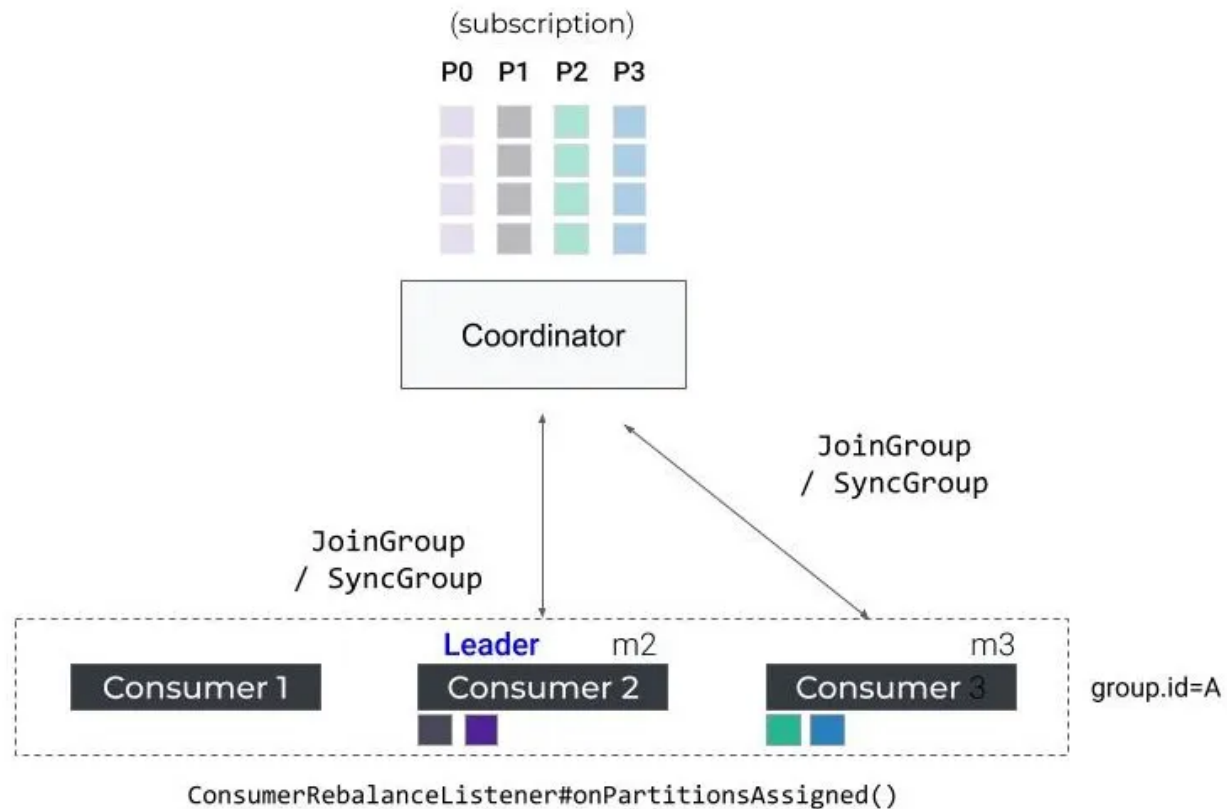 (subscription)
P0 P1 P2 P3
Coordinator
JoinGroup
/ SyncGroup
JoinGroup
/ SyncGroup
Leader m2
m3
Consumer 1
Consumer 2
Consumer 3
group.id=A
ConsumerRebalanceListener#onPartitionsAssigned()